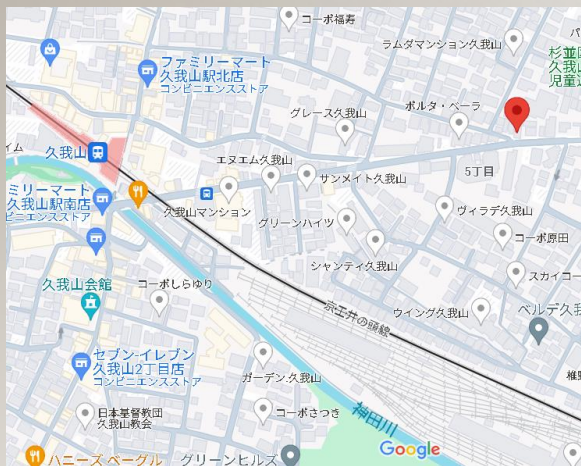 コーポ福寿
ラムダマンション久我山
ファミリーマート
久我山駅北店
コンビニエンスストア
杉並区
久我山
児童
グレース久我山
ポルタ・ベーラ
久我山
イム
エヌエム久我山
サンメイト久我山
5丁目
ミリーマート
我山駅南店
ビニエンスストア
久我山マンション
グリーンハイツ
ヴィラデ久我山
コーポ原田
シャンティ久我山
スカイコー
久我山会館
コーポしらゆり
京王井の頭線
ウイング久我山
ベルデ久我
セブン-イレブン
久我山2丁目店
コンビニエンスストア
ガーデン.久我山
椎野
日本基督教団
久我山教会
コーポさつき
神田川
Google
ハニーズ ベーグル
グリーンヒルズ